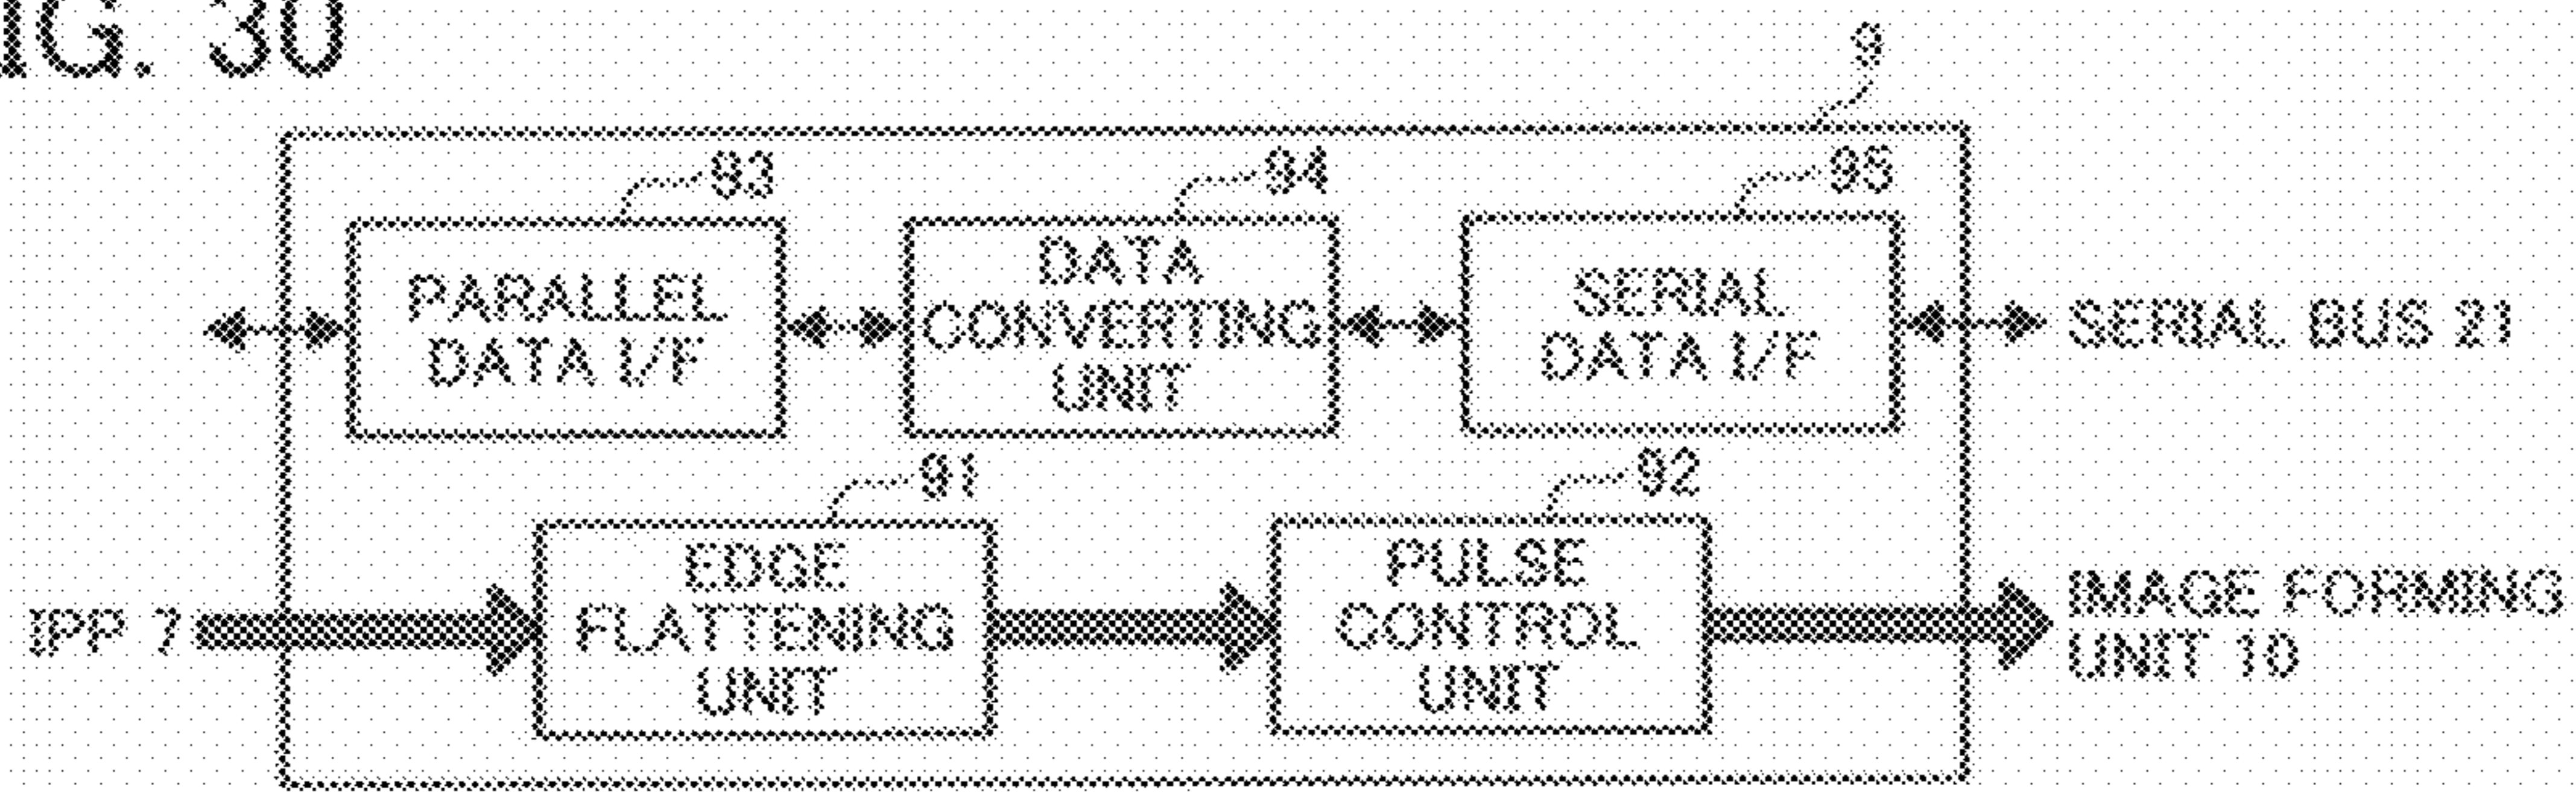 IG. 30
9
93
94
95
PARALLEL
DATA I/F
DATA
CONVERTING
UNIT
SERIAL
DATA I/F
SERIAL BUS 21
91
92
IPP 7
EDGE
FLATTENING
UNIT
PULSE
CONTROL
UNIT
IMAGE FORMING
UNIT 10